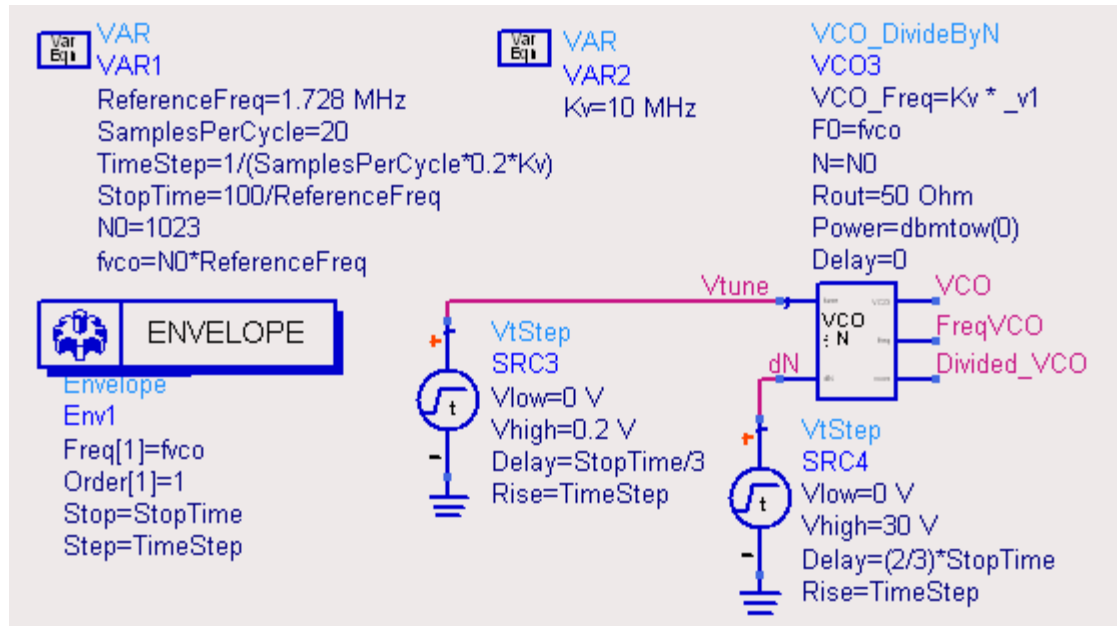 Var
Eqn
VAR
VAR1
ReferenceFreq=1.728 MHz
SamplesPerCycle=20
TimeStep=1/(SamplesPerCycle*0.2*Kv)
StopTime=100/ReferenceFreq
N0=1023
fvco=N0*ReferenceFreq
Var
Eqn
VAR
VAR2
Kv=10 MHz
VCO_DivideByN
VCO3
VCO_Freq=Kv * _v1
F0=fvco
N=N0
Rout=50 Ohm
Power=dbmtow(0)
Delay=0
ENVELOPE
Envelope
Env1
Freq[1]=fvco
Order[1]=1
Stop=StopTime
Step=TimeStep
Vtune
VtStep
SRC3
Vlow=0 V
Vhigh=0.2 V
Delay=StopTime/3
Rise=TimeStep
t
dN
VCO
÷ N
VCO
FreqVCO
Divided_VCO
VtStep
SRC4
Vlow=0 V
Vhigh=30 V
Delay=(2/3)*StopTime
Rise=TimeStep
t